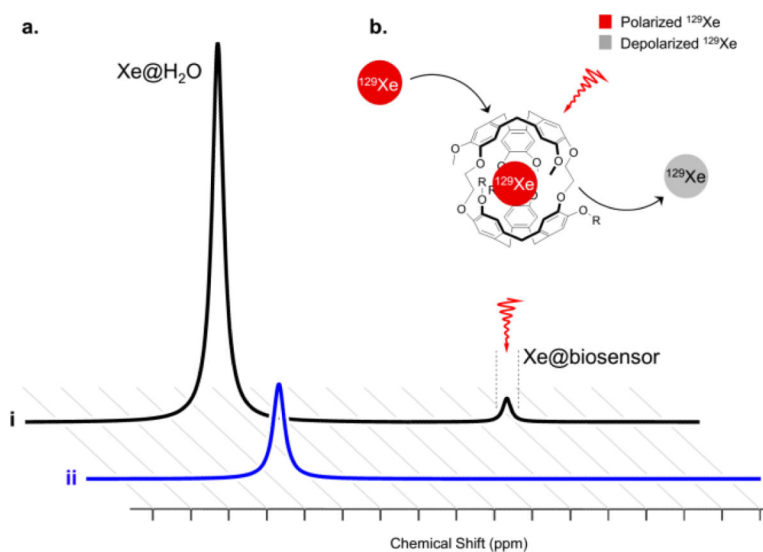 a.
b.
Polarized ¹²⁹Xe
Depolarized ¹²⁹Xe
Xe@H₂O
¹²⁹Xe
O
O
O
O
O
O
R
¹²⁹Xe
¹²⁹Xe
R
O
O
O
O
R
Xe@biosensor
i
ii
Chemical Shift (ppm)